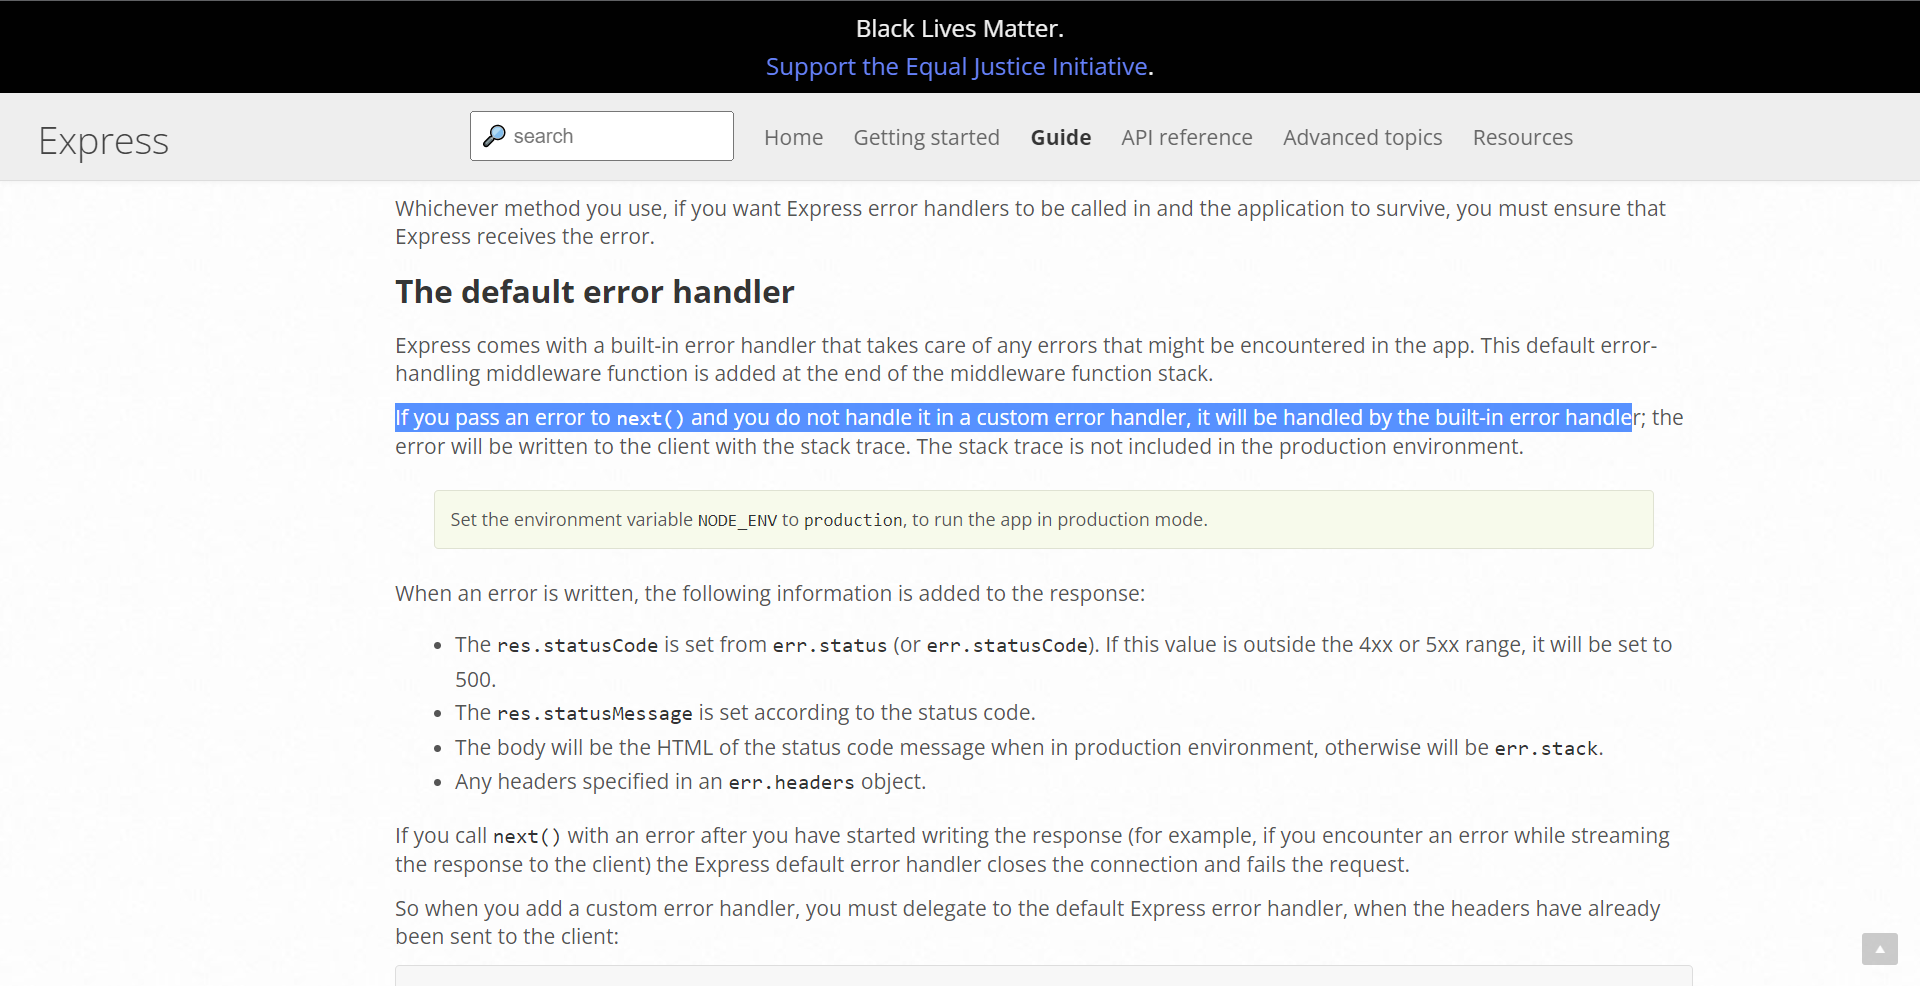 Black Lives Matter.
Support the Equal Justice Initiative.
Express
search
Home
Getting started
Guide
API reference
Advanced topics
Resources
Whichever method you use, if you want Express error handlers to be called in and the application to survive, you must ensure that
Express receives the error.
The default error handler
Express comes with a built-in error handler that takes care of any errors that might be encountered in the app. This default error-
handling middleware function is added at the end of the middleware function stack.
If you pass an error to next() and you do not handle it in a custom error handler, it will be handled by the built-in error handler; the
error will be written to the client with the stack trace. The stack trace is not included in the production environment.
Set the environment variable NODE_ENV to production, to run the app in production mode.
When an error is written, the following information is added to the response:
• The res.statusCode is set from err.status (or err.statusCode). If this value is outside the 4xx or 5xx range, it will be set to
500.
• The res.statusMessage is set according to the status code.
• The body will be the HTML of the status code message when in production environment, otherwise will be err.stack.
• Any headers specified in an err.headers object.
If you call next() with an error after you have started writing the response (for example, if you encounter an error while streaming
the response to the client) the Express default error handler closes the connection and fails the request.
So when you add a custom error handler, you must delegate to the default Express error handler, when the headers have already
been sent to the client: